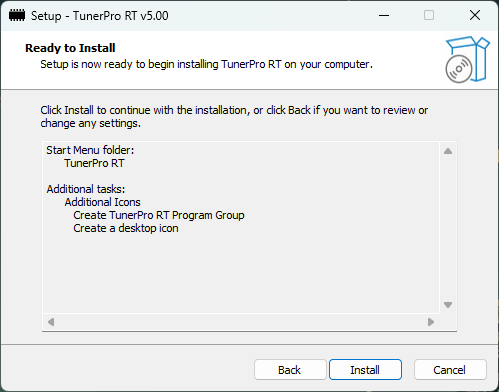 Setup - TunerPro RT v5.00
Ready to Install
Setup is now ready to begin installing TunerPro RT on your computer.
Click Install to continue with the installation, or click Back if you want to review or
change any settings.
Start Menu folder:
TunerPro RT
Additional tasks:
Additional Icons
Create TunerPro RT Program Group
Create a desktop icon
Back
Install
Cancel